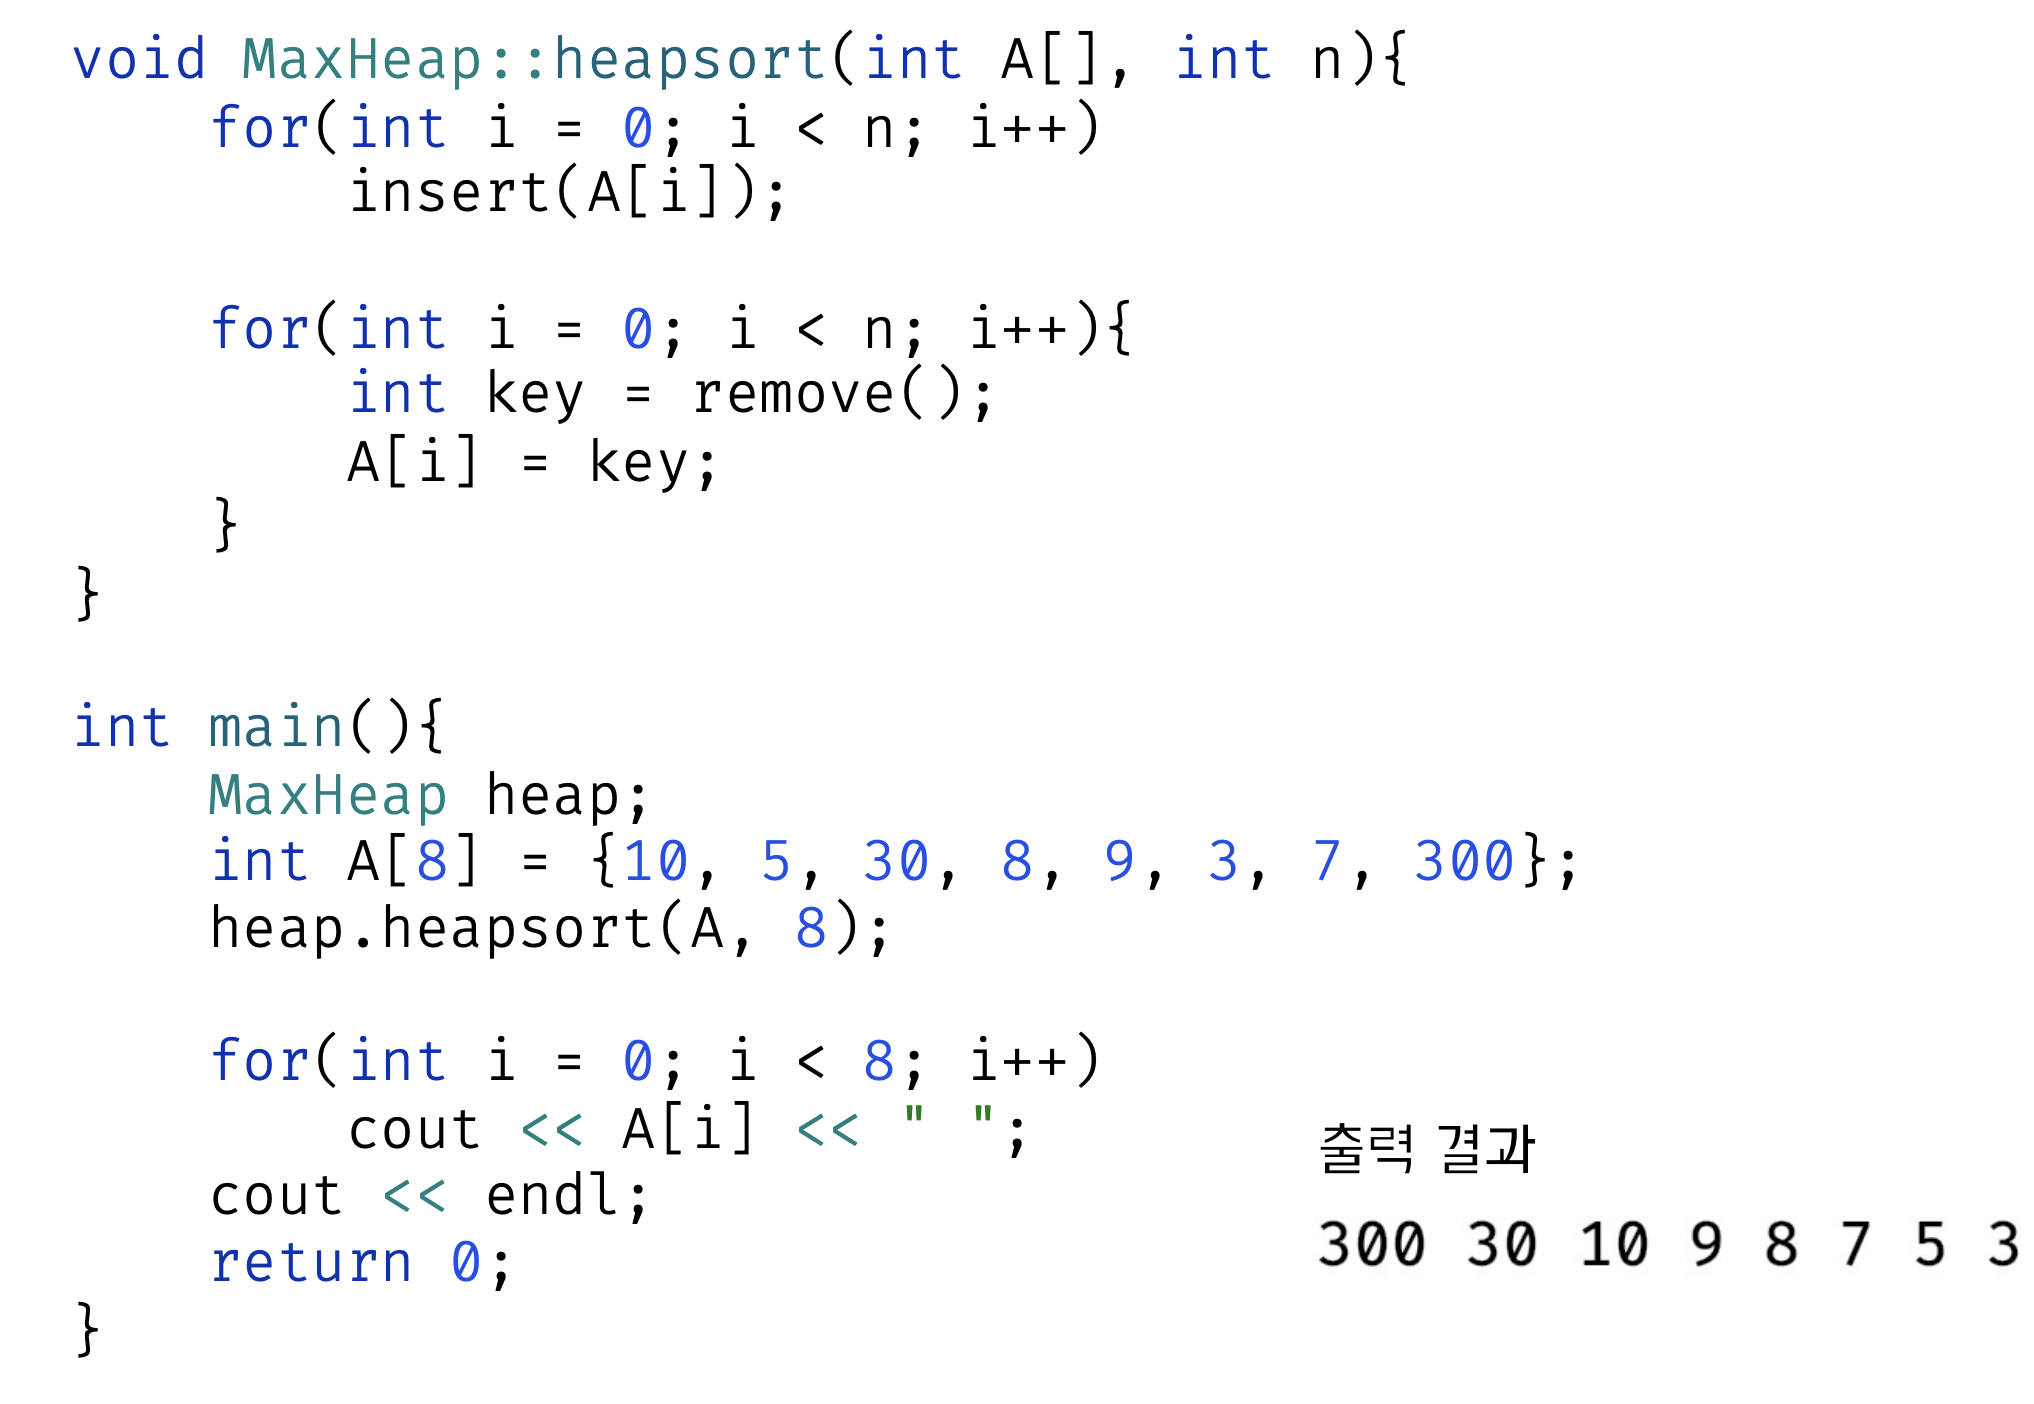 void MaxHeap::heapsort(int A[], int n){
    for(int i = 0; i < n; i++)
        insert(A[i]);

    for(int i = 0; i < n; i++){
        int key = remove();
        A[i] = key;
    }
}

int main(){
    MaxHeap heap;
    int A[8] = {10, 5, 30, 8, 9, 3, 7, 300};
    heap.heapsort(A, 8);

    for(int i = 0; i < 8; i++)
        cout << A[i] << " ";
    cout << endl;
    return 0;
}
출력 결과
300 30 10 9 8 7 5 3